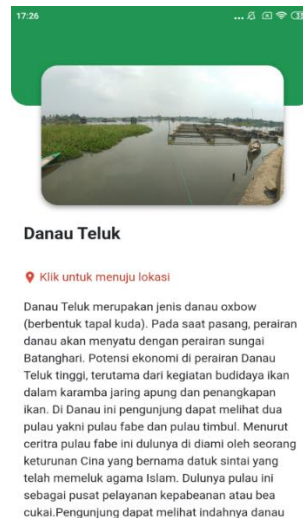 17:26
Danau Teluk
Klik untuk menuju lokasi
Danau Teluk merupakan jenis danau oxbow
(berbentuk tapal kuda). Pada saat pasang, perairan
danau akan menyatu dengan perairan sungai
Batanghari. Potensi ekonomi di perairan Danau
Teluk tinggi, terutama dari kegiatan budidaya ikan
dalam karamba jaring apung dan penangkapan
ikan. Di Danau ini pengunjung dapat melihat dua
pulau yakni pulau fabe dan pulau timbul. Menurut
ceritra pulau fabe ini dulunya di diami oleh seorang
keturunan Cina yang bernama datuk sintai yang
telah memeluk agama Islam. Dulunya pulau ini
sebagai pusat pelayanan kepabeanan atau bea
cukai.Pengunjung dapat melihat indahnya danau